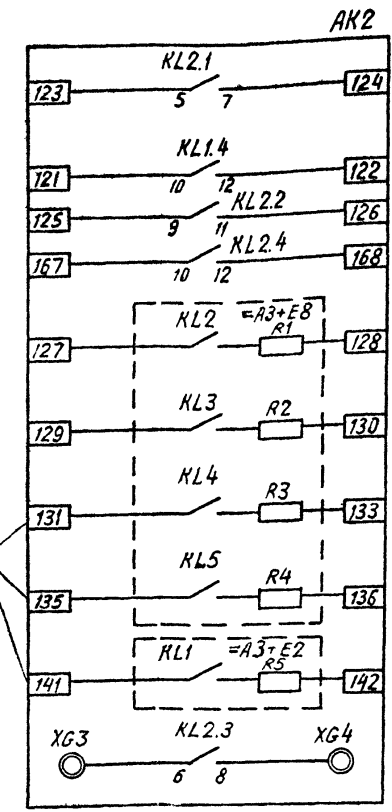 AK2
KL2.1
123 5 7 124
KL1.4
121 10 12 122
KL2.2
125 9 11 126
KL2.4
167 10 12 168
KL2 =A3+E8
127 R1 128
KL3 R2
129 130
KL4 R3
131 133
KL5 R4
135 136
KL1 =A3+E2
141 R5 142
XG3 KL2.3 XG4
6 8